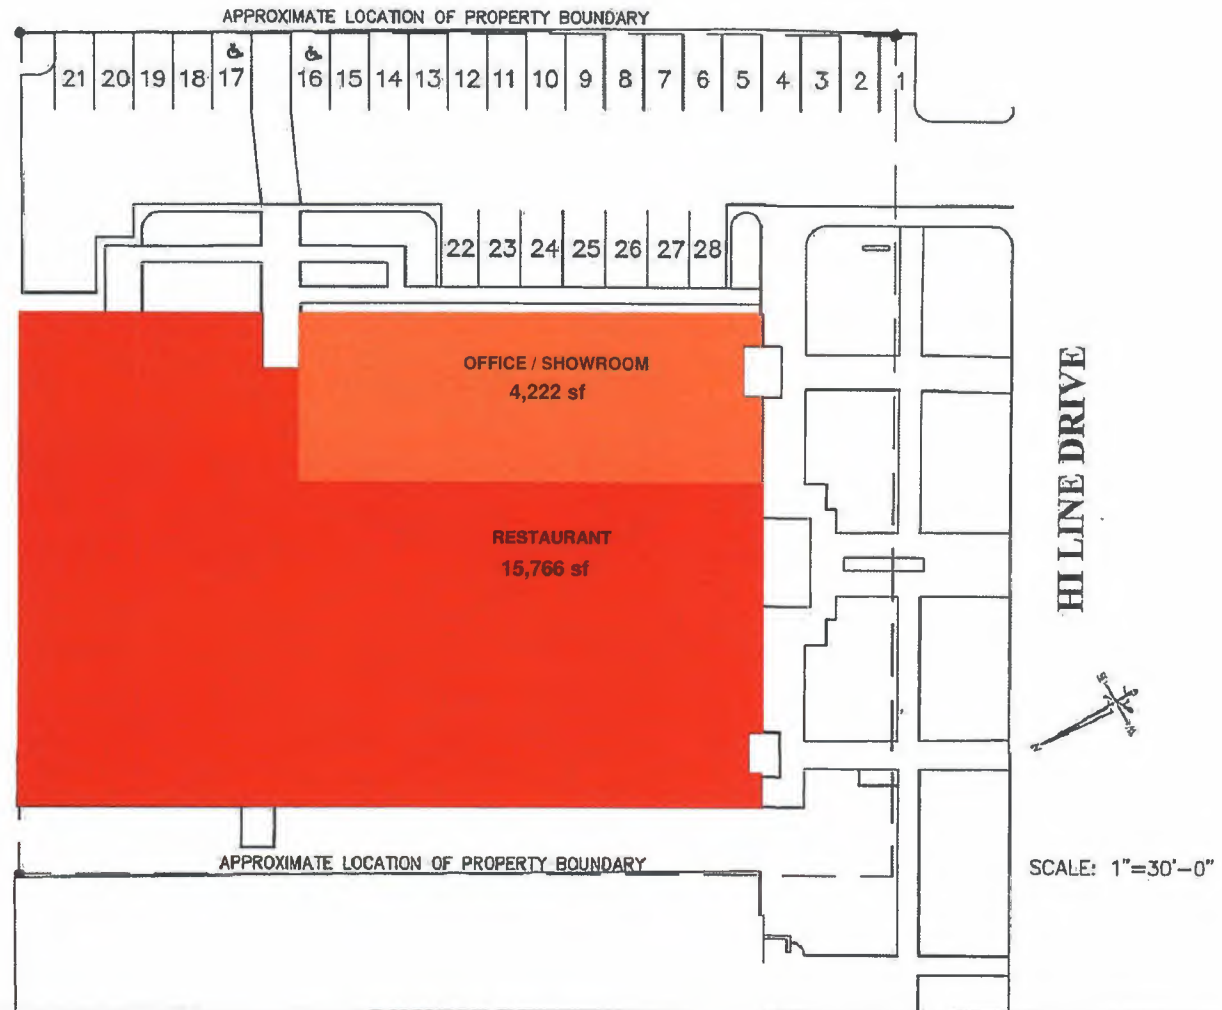 APPROXIMATE LOCATION OF PROPERTY BOUNDARY
21 20 19 18 17 16 15 14 13 12 11 10 9 8 7 6 5 4 3 2 1
22 23 24 25 26 27 28
OFFICE / SHOWROOM
4,222 sf
HI LINE DRIVE
RESTAURANT
15,766 sf
N
APPROXIMATE LOCATION OF PROPERTY BOUNDARY
SCALE: 1"=30'-0"